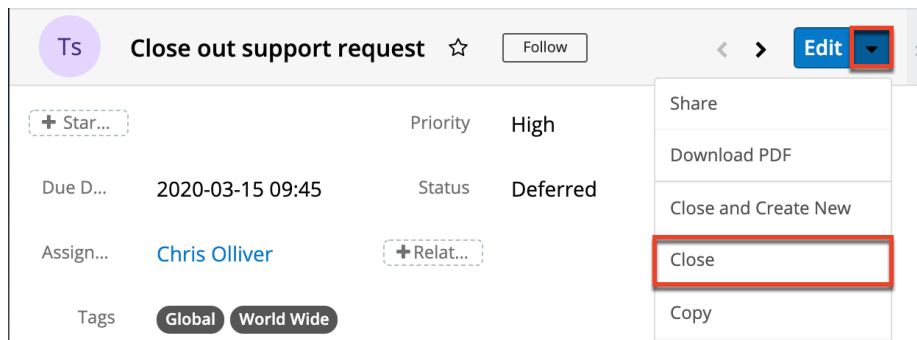 Ts Close out support request Follow Edit
+ Star... Priority High
Due D... 2020-03-15 09:45 Status Deferred
Assign... Chris Olliver + Relat...
Tags Global World Wide
Share
Download PDF
Close and Create New
Close
Copy